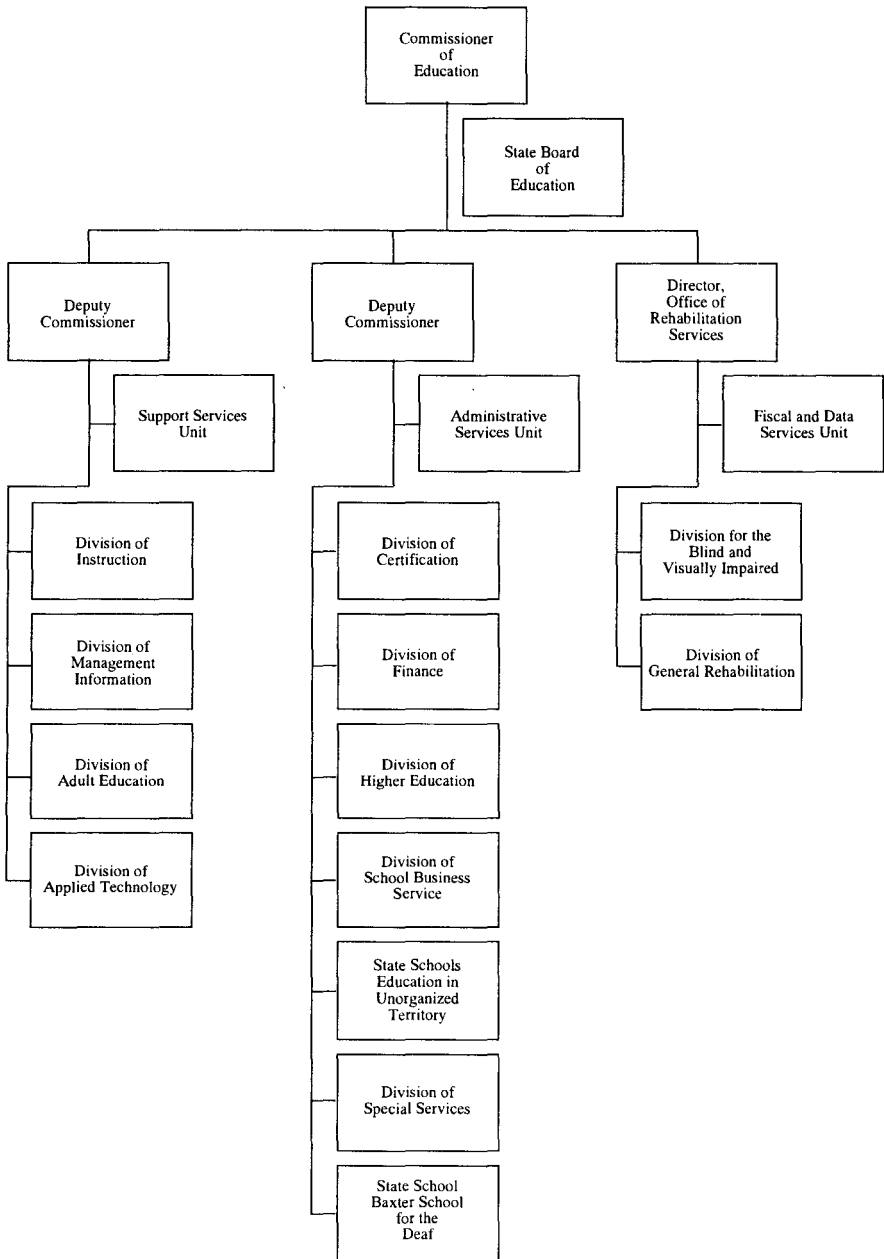 Commissioner
of
Education
State Board
of
Education
Deputy
Commissioner
Deputy
Commissioner
Director,
Office of
Rehabilitation
Services
Support Services
Unit
Administrative
Services Unit
Fiscal and Data
Services Unit
Division of
Instruction
Division of
Management
Information
Division of
Adult Education
Division of
Applied Technology
Division of
Certification
Division of
Finance
Division of
Higher Education
Division of
School Business
Service
State Schools
Education in
Unorganized
Territory
Division of
Special Services
State School
Baxter School
for the
Deaf
Division for the
Blind and
Visually Impaired
Division of
General Rehabilitation